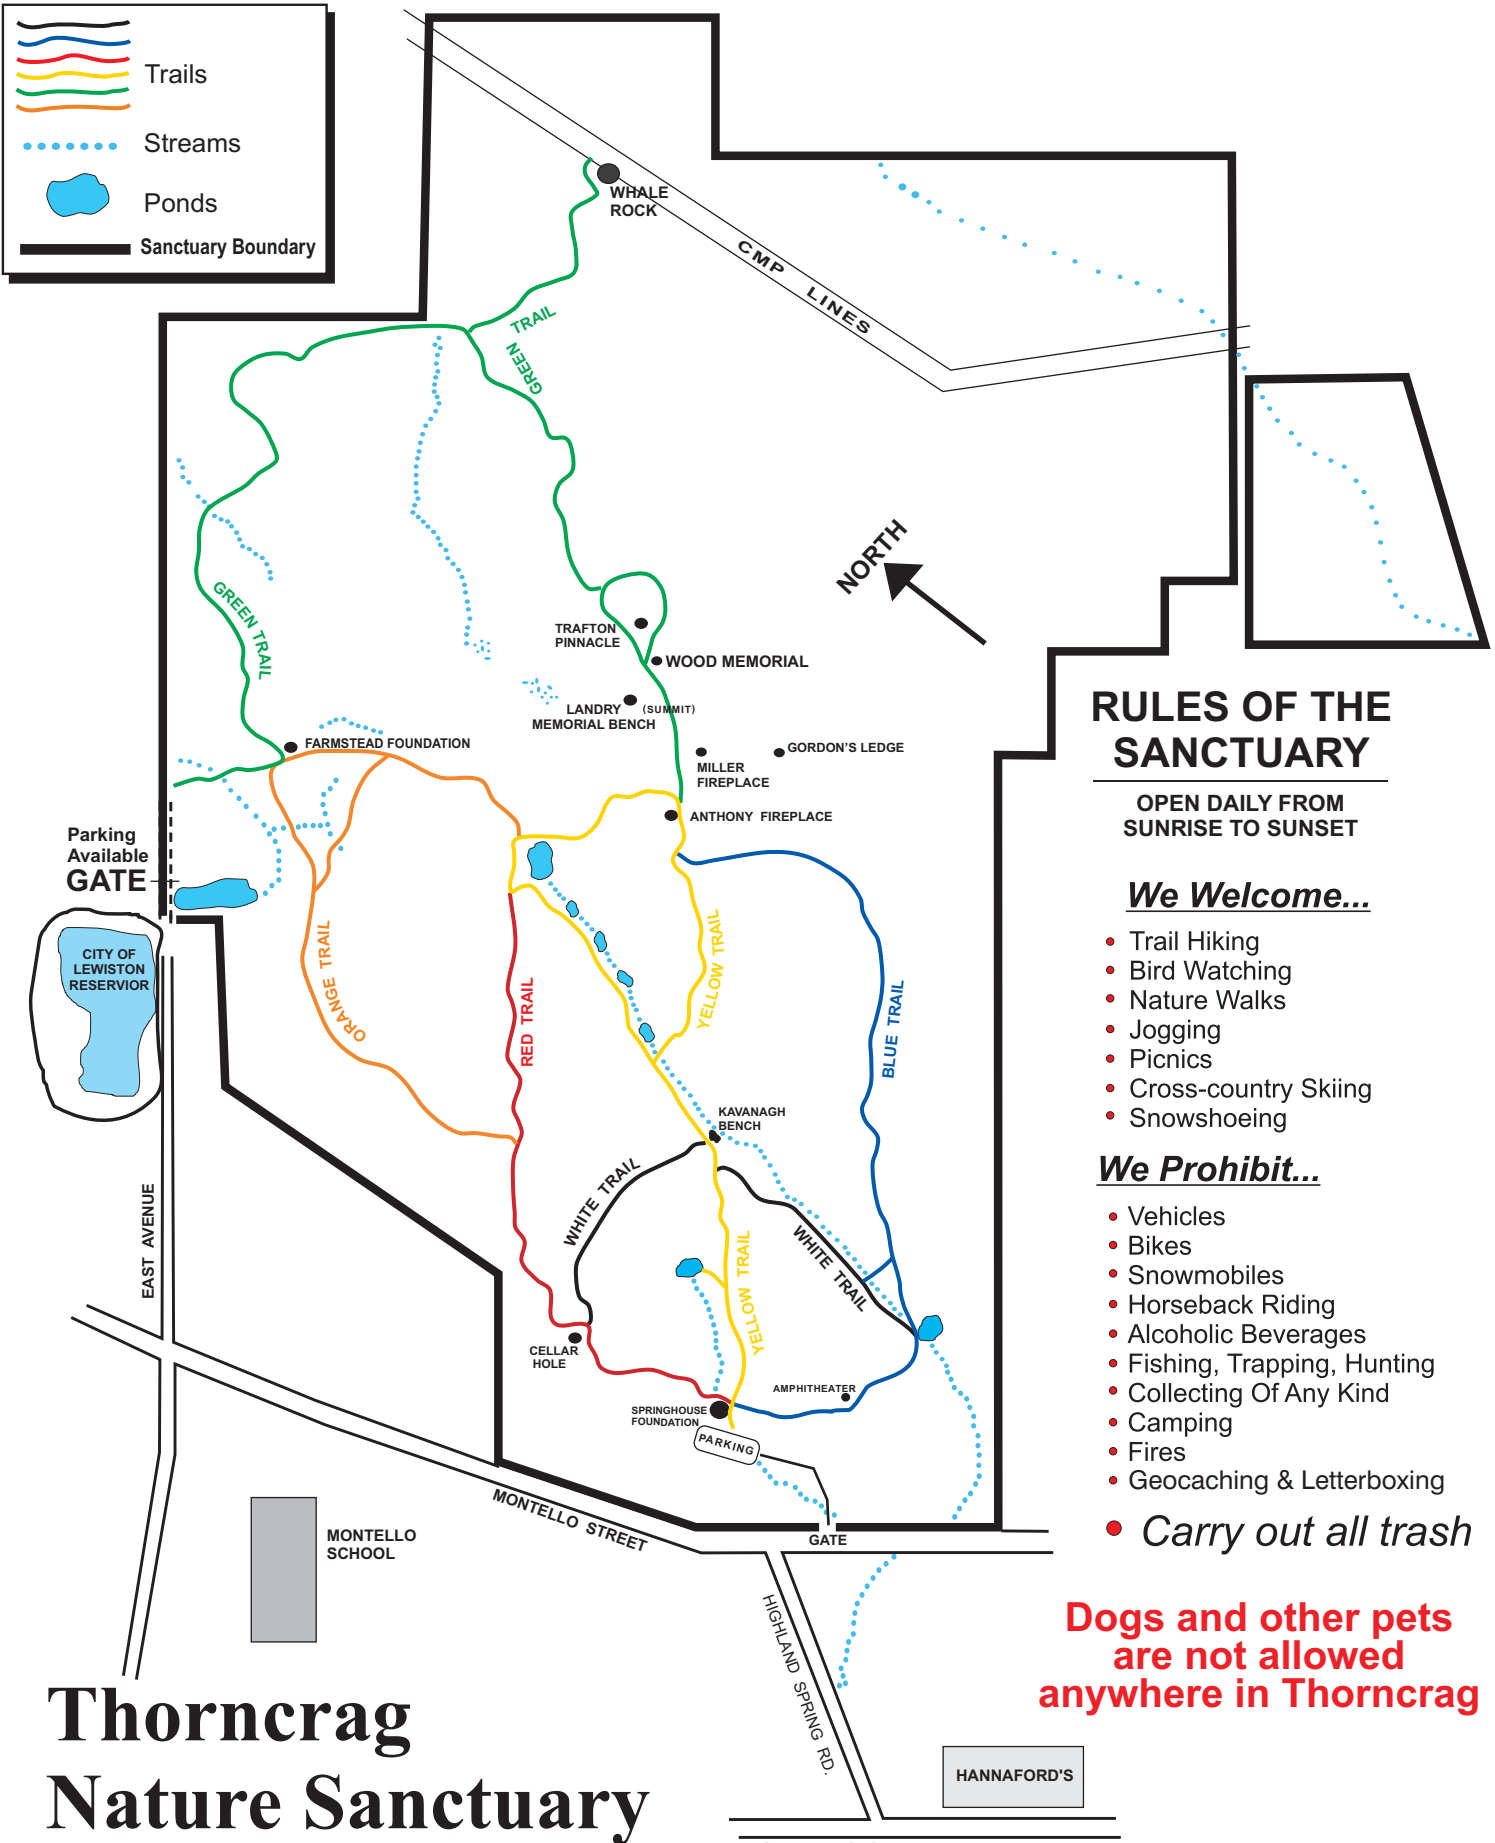 Trails
Streams
Ponds
Sanctuary Boundary
WHALE
ROCK
CMP LINES
GREEN TRAIL
NORTH
GREEN TRAIL
TRAFTON
PINNACLE
WOOD MEMORIAL
LANDRY (SUMMIT)
MEMORIAL BENCH
FARMSTEAD FOUNDATION
MILLER
FIREPLACE
GORDON'S LEDGE
ANTHONY FIREPLACE
Parking
Available
GATE
CITY OF
LEWISTON
RESERVIOR
ORANGE TRAIL
RED TRAIL
YELLOW TRAIL
BLUE TRAIL
KAVANAGH
BENCH
WHITE TRAIL
WHITE TRAIL
YELLOW TRAIL
EAST AVENUE
CELLAR
HOLE
AMPHITHEATER
SPRINGHOUSE
FOUNDATION
PARKING
MONTELLO STREET
GATE
MONTELLO
SCHOOL
HIGHLAND SPRING RD.
HANNAFORD'S
RULES OF THE
SANCTUARY
OPEN DAILY FROM
SUNRISE TO SUNSET
We Welcome...
• Trail Hiking
• Bird Watching
• Nature Walks
• Jogging
• Picnics
• Cross-country Skiing
• Snowshoeing
We Prohibit...
• Vehicles
• Bikes
• Snowmobiles
• Horseback Riding
• Alcoholic Beverages
• Fishing, Trapping, Hunting
• Collecting Of Any Kind
• Camping
• Fires
• Geocaching & Letterboxing
• Carry out all trash
Dogs and other pets
are not allowed
anywhere in Thorncrag
Thorncrag
Nature Sanctuary